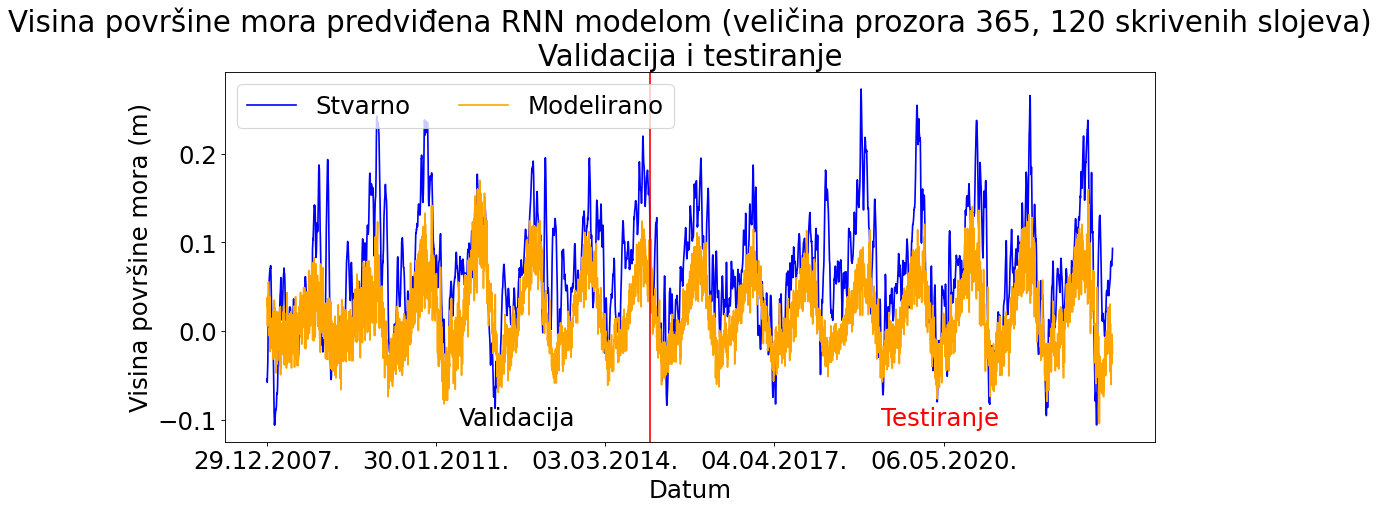 Visina površine mora predviđena RNN modelom (veličina prozora 365, 120 skrivenih slojeva)
Validacija i testiranje
Stvarno
Modelirano
Visina površine mora (m)
0.2
0.1
0.0
−0.1
Validacija
Testiranje
29.12.2007.
30.01.2011.
03.03.2014.
04.04.2017.
06.05.2020.
Datum